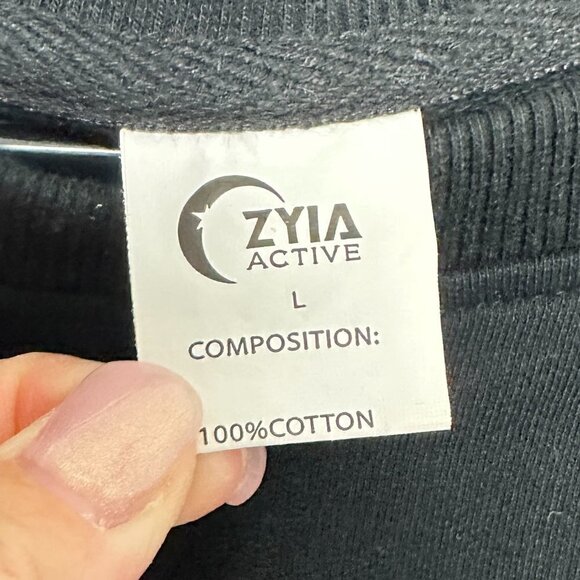 ZYIA
ACTIVE
L
COMPOSITION:
100%COTTON